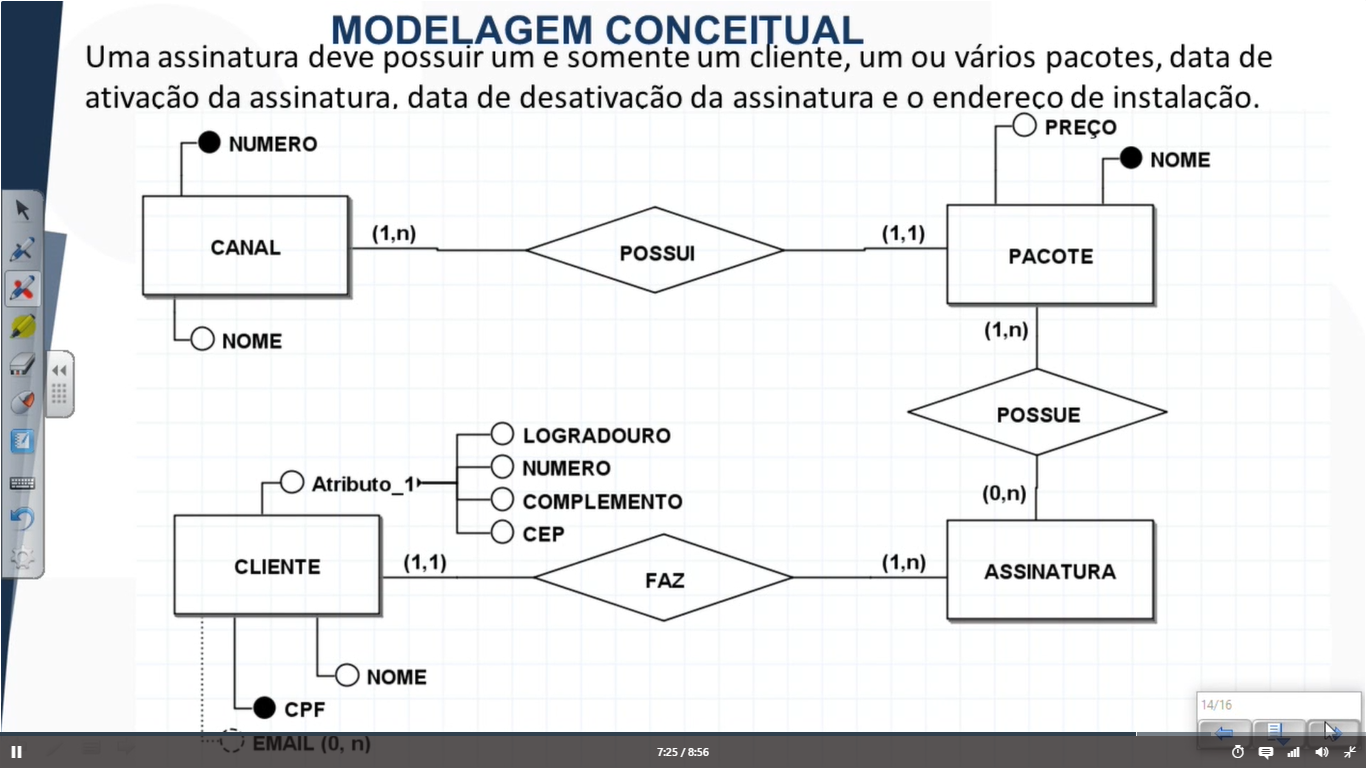 MODELAGEM CONCEITUAL
Uma assinatura deve possuir um e somente um cliente, um ou vários pacotes, data de
ativação da assinatura, data de desativação da assinatura e o endereço de instalação.
PREÇO
NUMERO
NOME
(1,n)
(1,1)
CANAL
POSSUI
PACOTE
NOME
(1,n)
POSSUE
LOGRADOURO
NUMERO
Atributo_1
(0,n)
COMPLEMENTO
CEP
(1,1)
(1,n)
CLIENTE
FAZ
ASSINATURA
NOME
CPF
EMAIL (0, n)
14/16
7:25 / 8:56